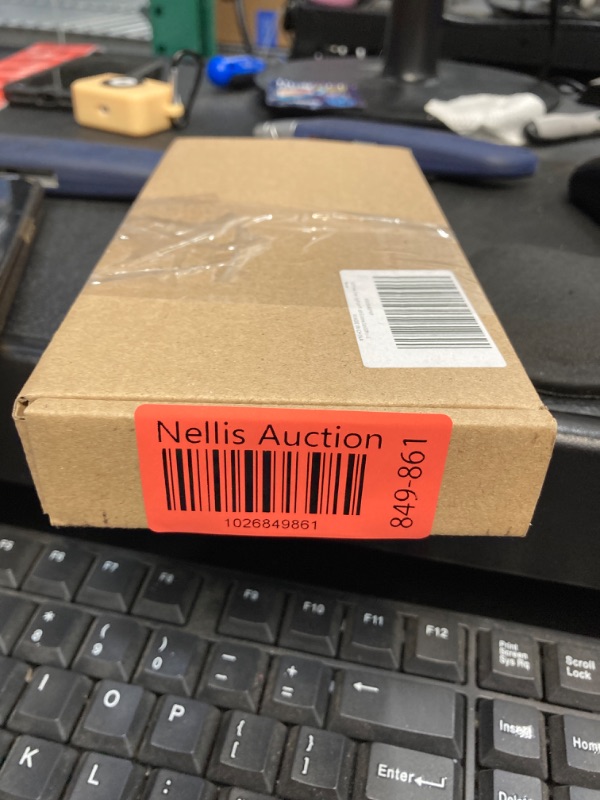 Nellis Auction
1026849861
849-861
F5
F6
F7
F8
F9
F10
F11
F12
Print
Screen
Sys Rq
Scroll
Lock
*
8
(
9
)
0
_
-
+
=
←
I
O
P
{
[
}
]
Enter
Home
K
L
: